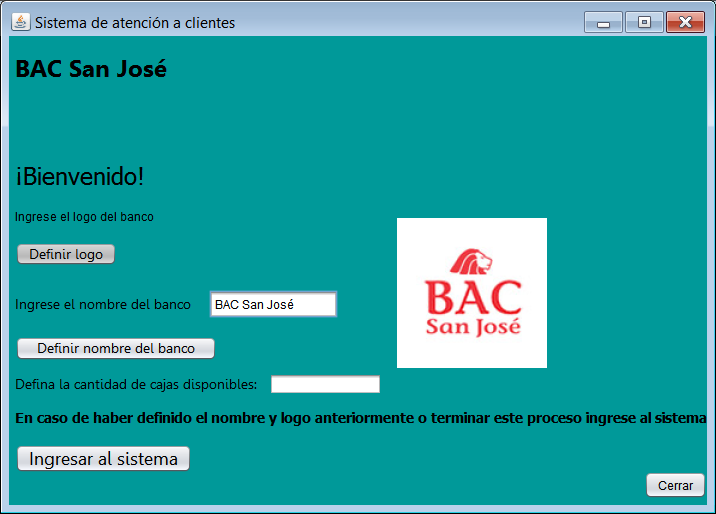 Sistema de atención a clientes
BAC San José
¡Bienvenido!
Ingrese el logo del banco
Definir logo
BAC
San José
Ingrese el nombre del banco BAC San José
Definir nombre del banco
Defina la cantidad de cajas disponibles:
En caso de haber definido el nombre y logo anteriormente o terminar este proceso ingrese al sistema
Ingresar al sistema
Cerrar